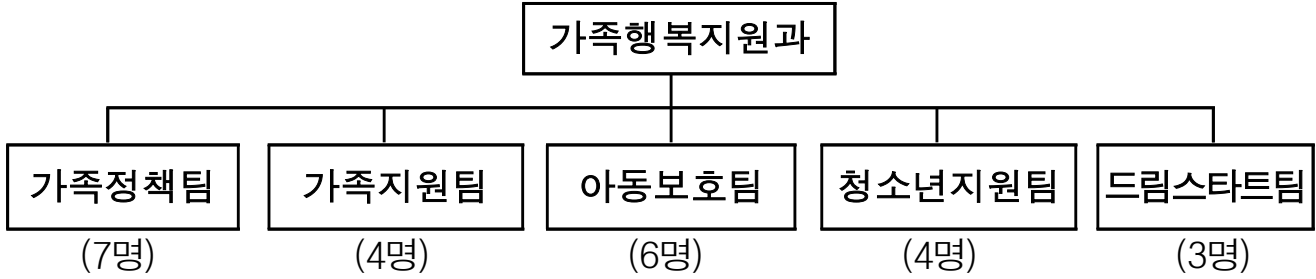 가족행복지원과
가족정책팀 가족지원팀 아동보호팀 청소년지원팀 드림스타트팀
(7명) (4명) (6명) (4명) (3명)